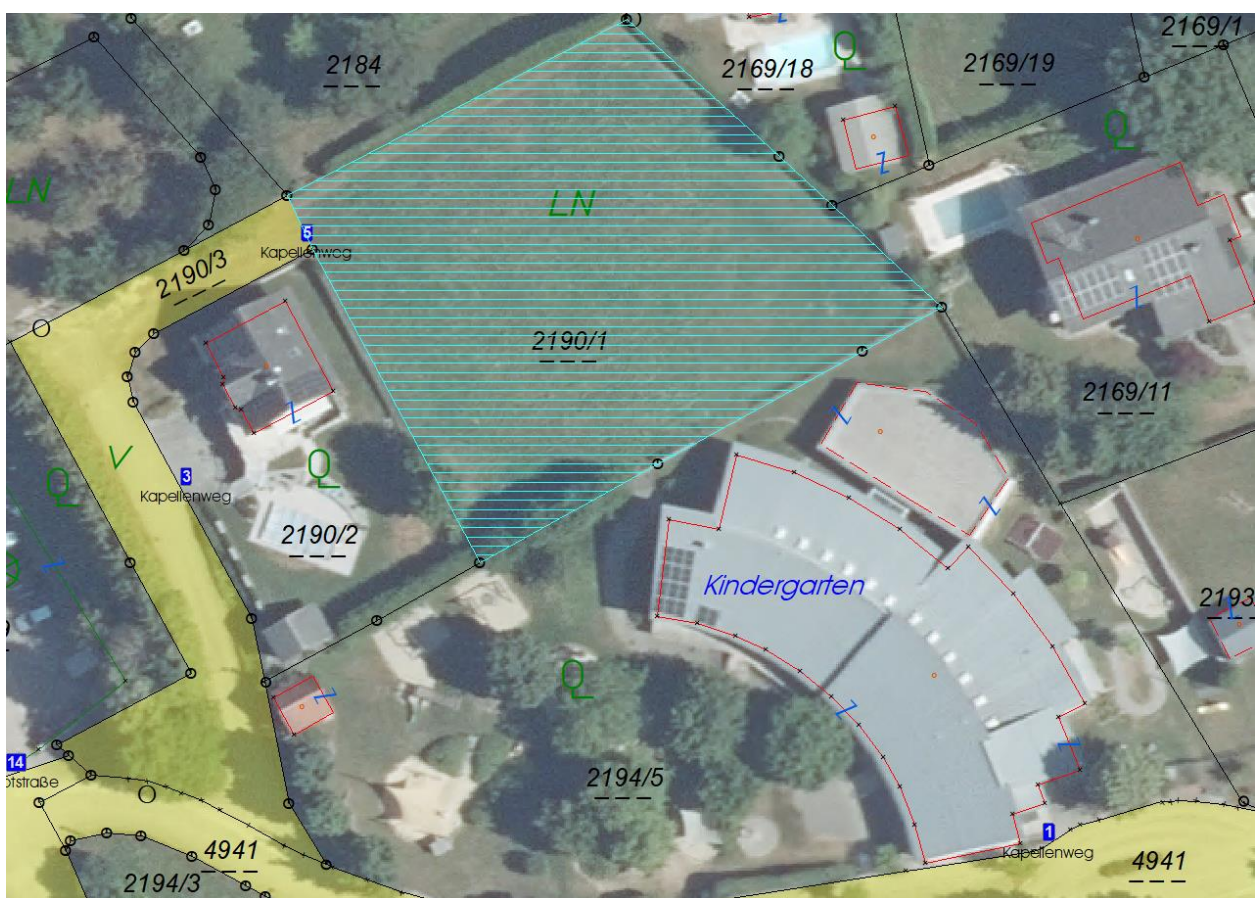 2184
2169/18
2169/19
2169/1
LN
LN
5
Kapellenweg
2190/3
2190/1
2169/11
3
Kapellenweg
2190/2
Kindergarten
2193
14
2194/5
1
Kapellenweg
4941
2194/3
4941